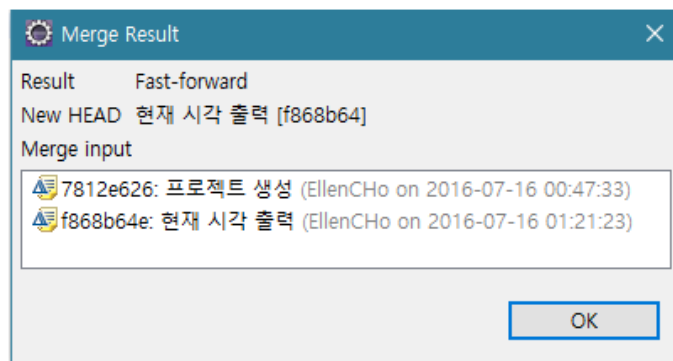 Merge Result
Result Fast-forward
New HEAD 현재 시각 출력 [f868b64]
Merge input
7812e626: 프로젝트 생성 (EllenCHo on 2016-07-16 00:47:33)
f868b64e: 현재 시각 출력 (EllenCHo on 2016-07-16 01:21:23)
OK